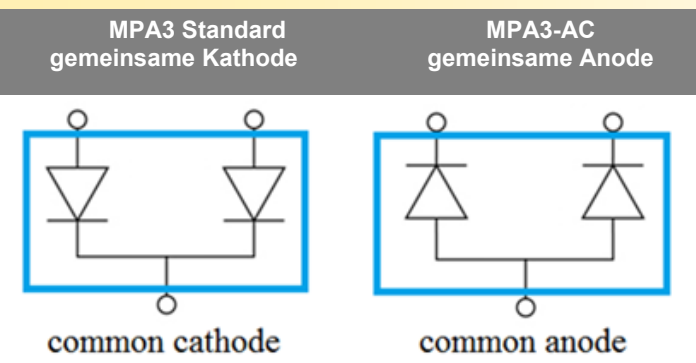 MPA3 Standard
gemeinsame Kathode
MPA3-AC
gemeinsame Anode
common cathode
common anode